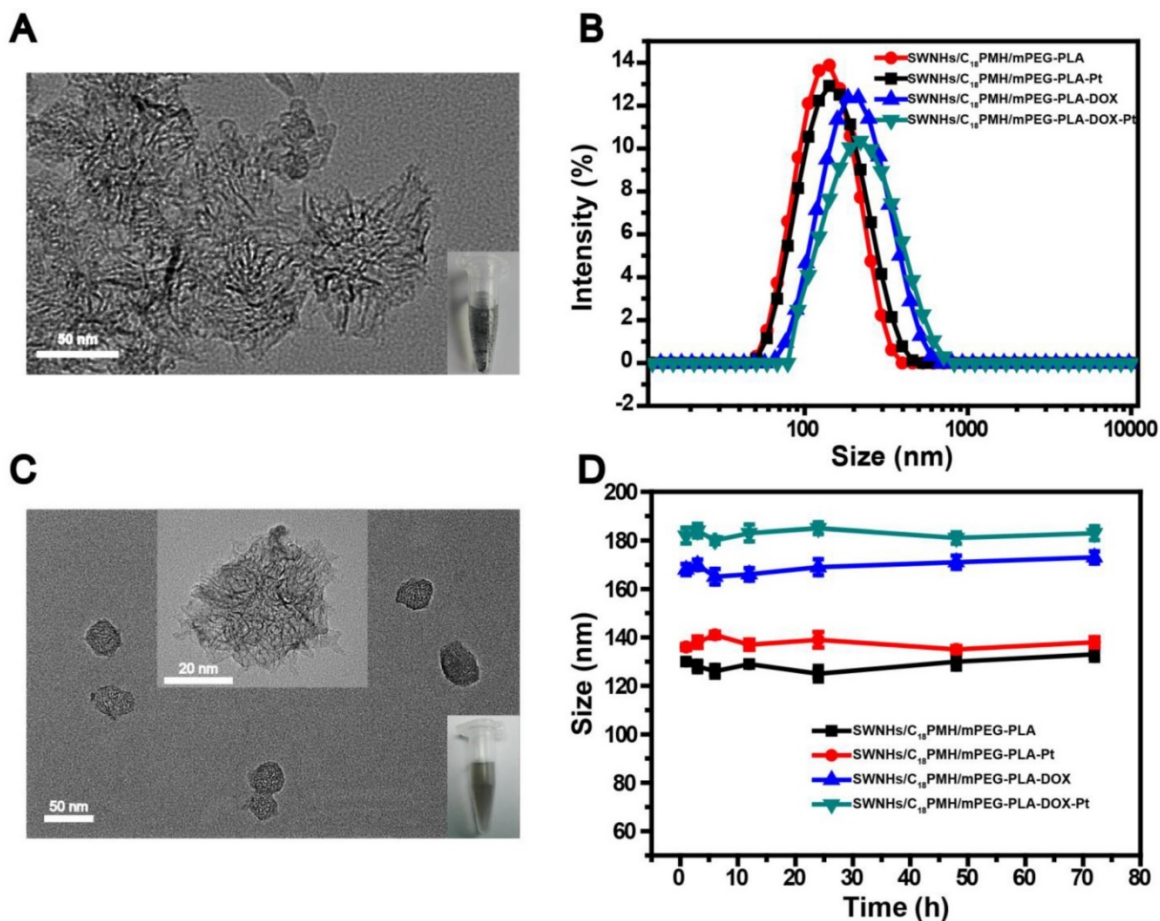 A
50 nm
B
Intensity (%)
14
12
10
8
6
4
2
0
-2
SWNHs/C₁₈PMH/mPEG-PLA
SWNHs/C₁₈PMH/mPEG-PLA-Pt
SWNHs/C₁₈PMH/mPEG-PLA-DOX
SWNHs/C₁₈PMH/mPEG-PLA-DOX-Pt
100 1000 10000
Size (nm)
C
20 nm
50 nm
D
Size (nm)
200
180
160
140
120
100
80
60
SWNHs/C₁₈PMH/mPEG-PLA
SWNHs/C₁₈PMH/mPEG-PLA-Pt
SWNHs/C₁₈PMH/mPEG-PLA-DOX
SWNHs/C₁₈PMH/mPEG-PLA-DOX-Pt
0 10 20 30 40 50 60 70 80
Time (h)